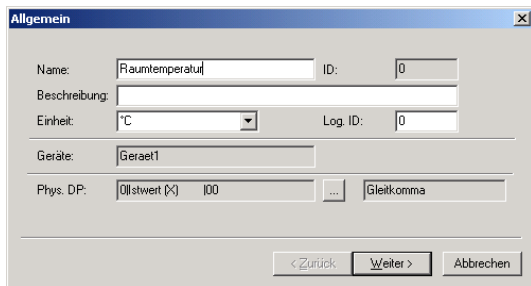 Allgemein
Name: Raumtemperatur ID: 0
Beschreibung:
Einheit: °C Log. ID: 0
Geräte: Geraet1
Phys. DP: 0|Istwert (X) |00 ... Gleitkomma
< Zurück Weiter > Abbrechen